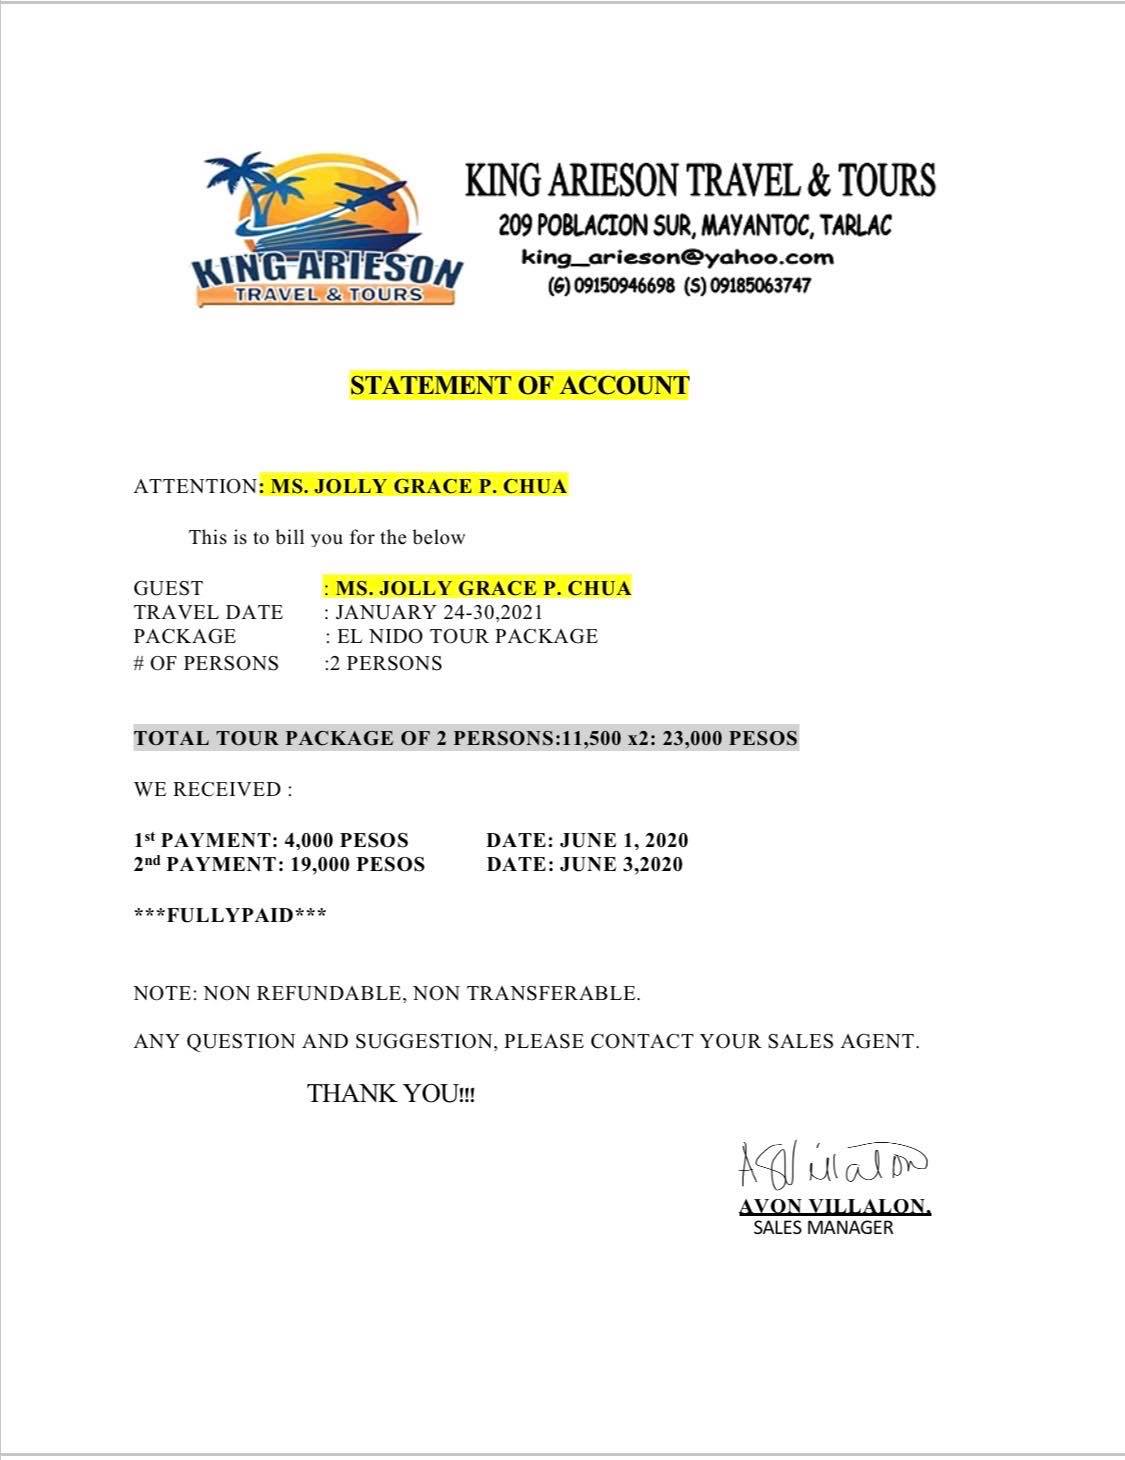 KING ARIESON
TRAVEL & TOURS
KING ARIESON TRAVEL & TOURS
209 POBLACION SUR, MAYANTOC, TARLAC
king_arieson@yahoo.com
(G) 09150946698 (S) 09185063747
STATEMENT OF ACCOUNT
ATTENTION: MS. JOLLY GRACE P. CHUA
This is to bill you for the below
GUEST : MS. JOLLY GRACE P. CHUA
TRAVEL DATE : JANUARY 24-30,2021
PACKAGE : EL NIDO TOUR PACKAGE
# OF PERSONS :2 PERSONS
TOTAL TOUR PACKAGE OF 2 PERSONS:11,500 x2: 23,000 PESOS
WE RECEIVED :
1st PAYMENT: 4,000 PESOS DATE: JUNE 1, 2020
2nd PAYMENT: 19,000 PESOS DATE: JUNE 3,2020
***FULLYPAID***
NOTE: NON REFUNDABLE, NON TRANSFERABLE.
ANY QUESTION AND SUGGESTION, PLEASE CONTACT YOUR SALES AGENT.
THANK YOU!!!
AVON VILLALON.
SALES MANAGER